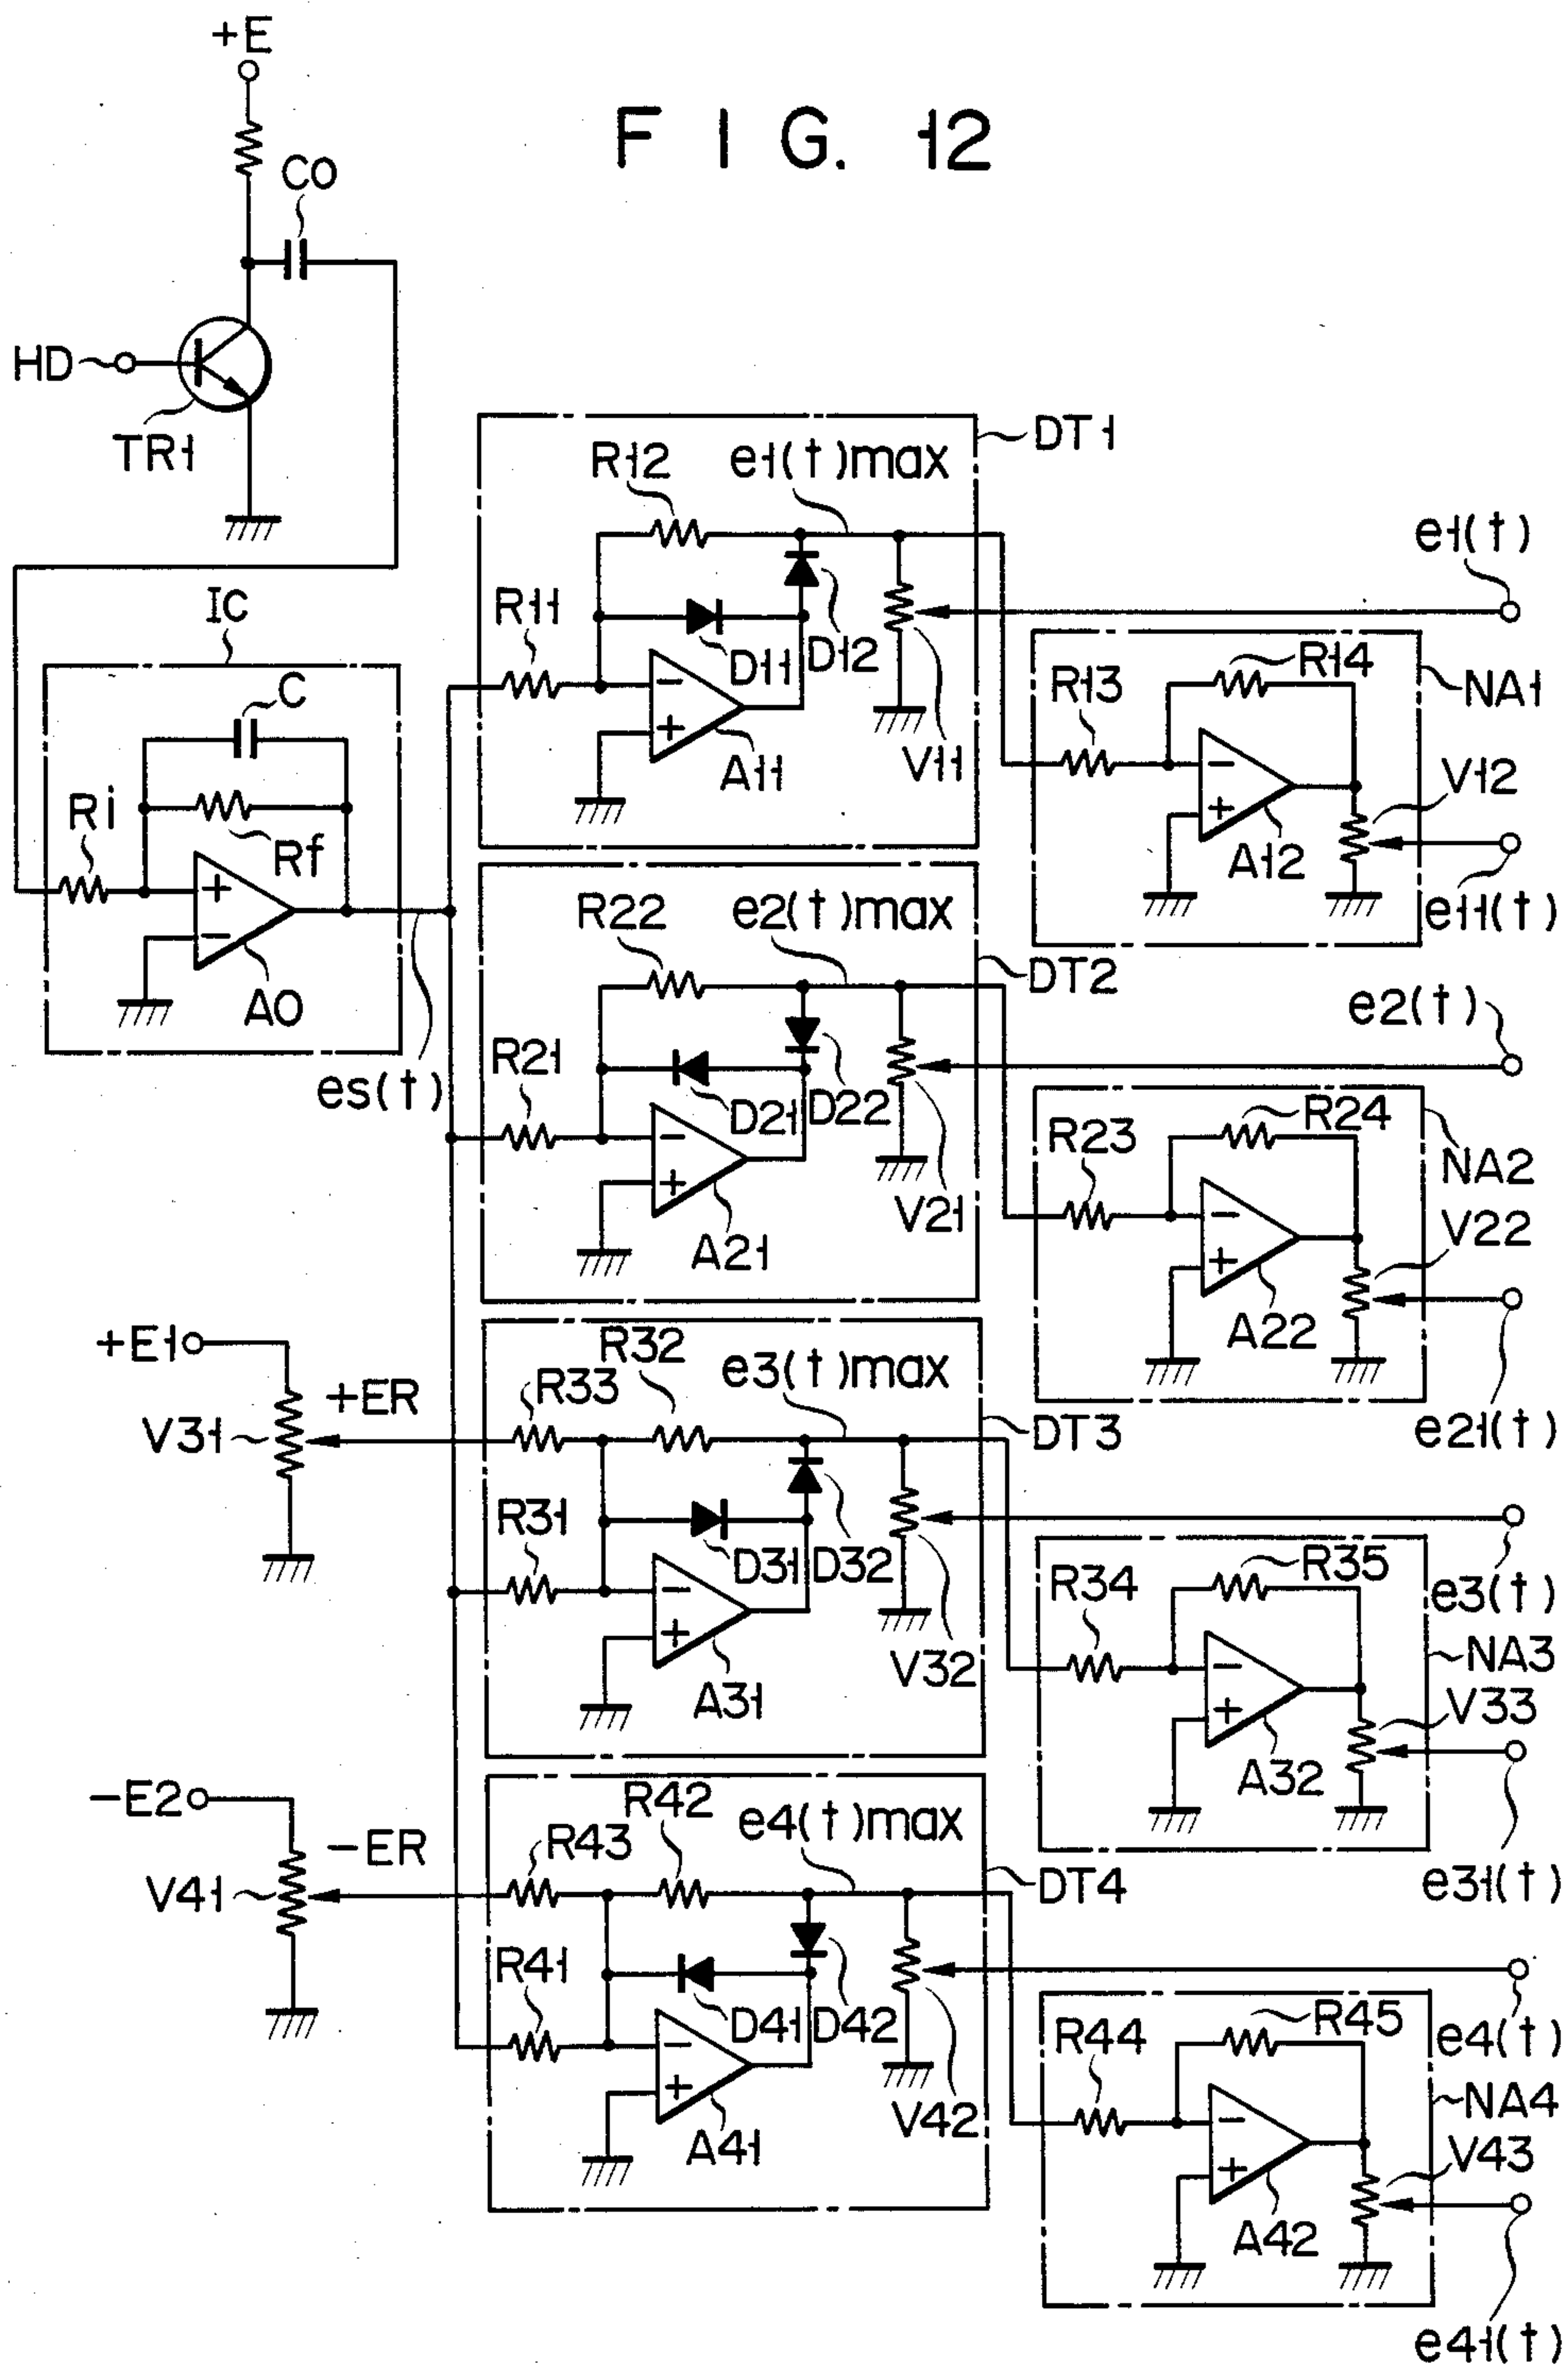 +E
F I G. 12
C0
HD
TR1
DT1
R12
e1(t)max
e1(t)
R11
D11
D12
IC
R14
NA1
R13
C
A11
V11
V12
Ri
Rf
A12
e11(t)
R22
e2(t)max
DT2
A0
e2(t)
es(t)
R21
D21
D22
R24
R23
NA2
V21
V22
A21
A22
+E1
R32
e3(t)max
R33
+ER
V31
DT3
e21(t)
R31
D31
D32
R35
R34
e3(t)
V32
NA3
A31
V33
A32
-E2
R42
e4(t)max
R43
-ER
V41
DT4
e31(t)
R41
D41
D42
R45
R44
e4(t)
V42
NA4
A41
V43
A42
e41(t)